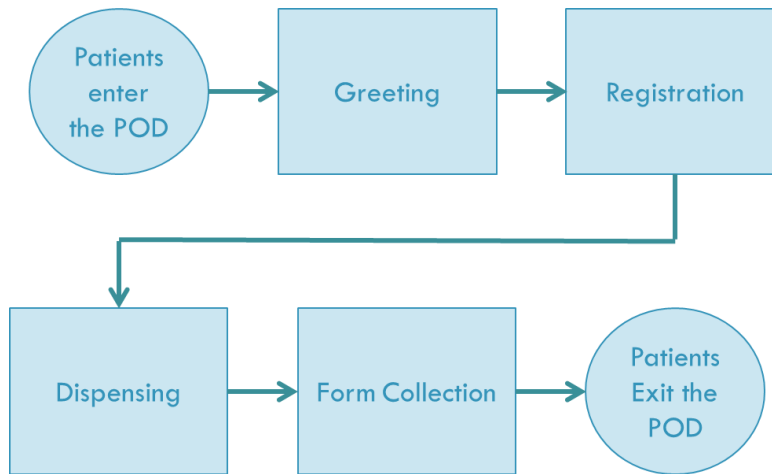 Patients
enter
the POD
Greeting
Registration
Dispensing
Form Collection
Patients
Exit the
POD